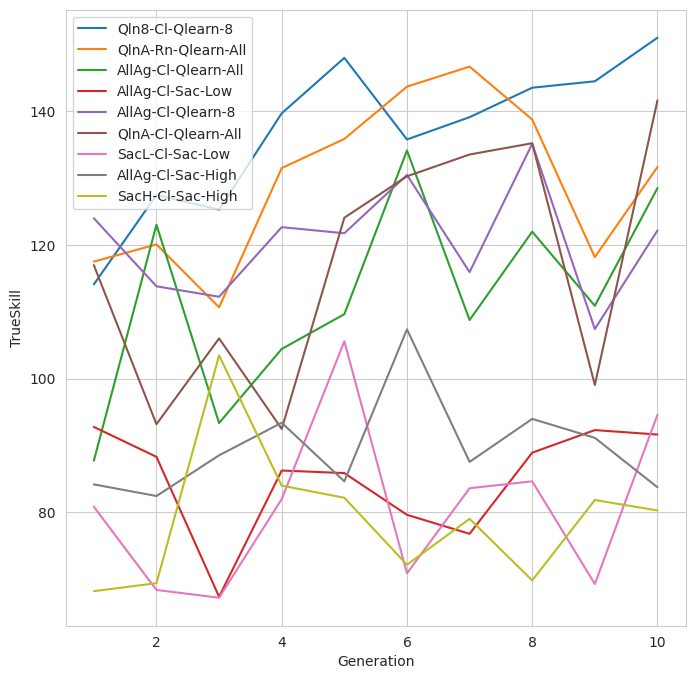 Qln8-Cl-Qlearn-8
QlnA-Rn-Qlearn-All
AllAg-Cl-Qlearn-All
AllAg-Cl-Sac-Low
AllAg-Cl-Qlearn-8
QlnA-Cl-Qlearn-All
SacL-Cl-Sac-Low
AllAg-Cl-Sac-High
SacH-Cl-Sac-High
140
120
100
80
TrueSkill
2 4 6 8 10
Generation